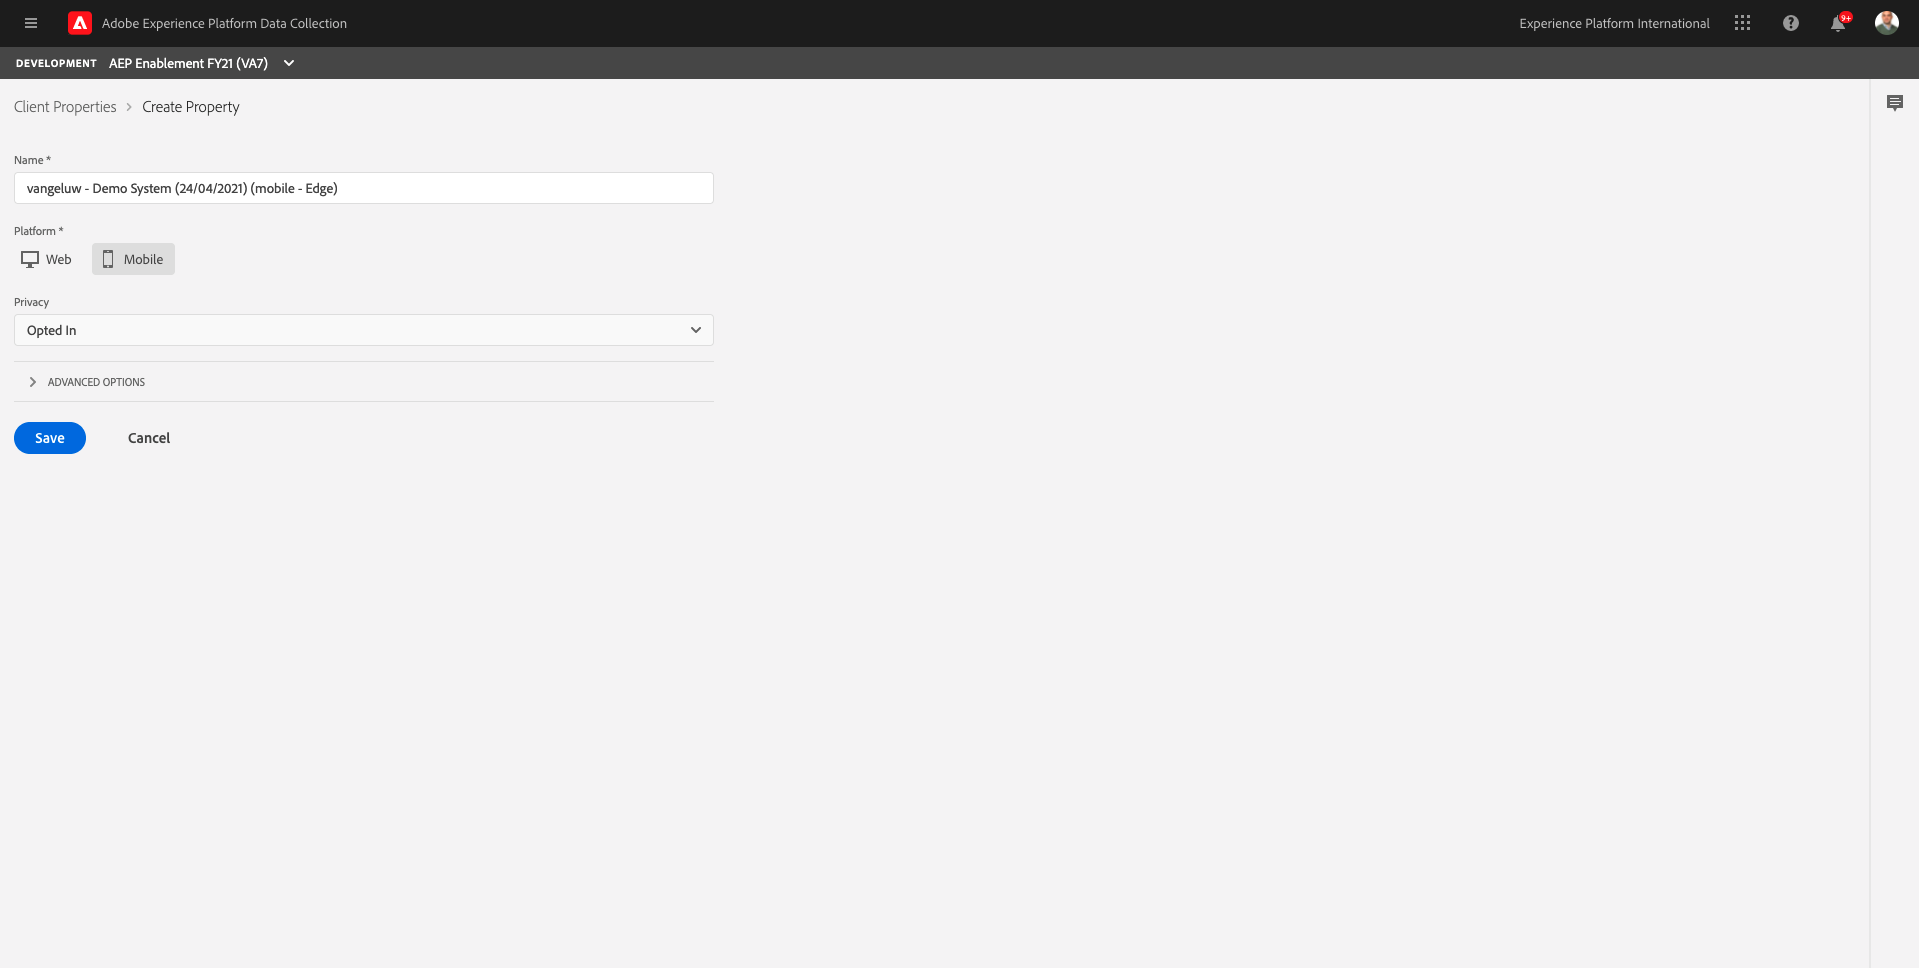 Adobe Experience Platform Data Collection
Experience Platform International
9+
DEVELOPMENT AEP Enablement FY21 (VA7)
Client Properties > Create Property
Name *
vangeluw - Demo System (24/04/2021) (mobile - Edge)
Platform *
Web Mobile
Privacy
Opted In
ADVANCED OPTIONS
Save Cancel